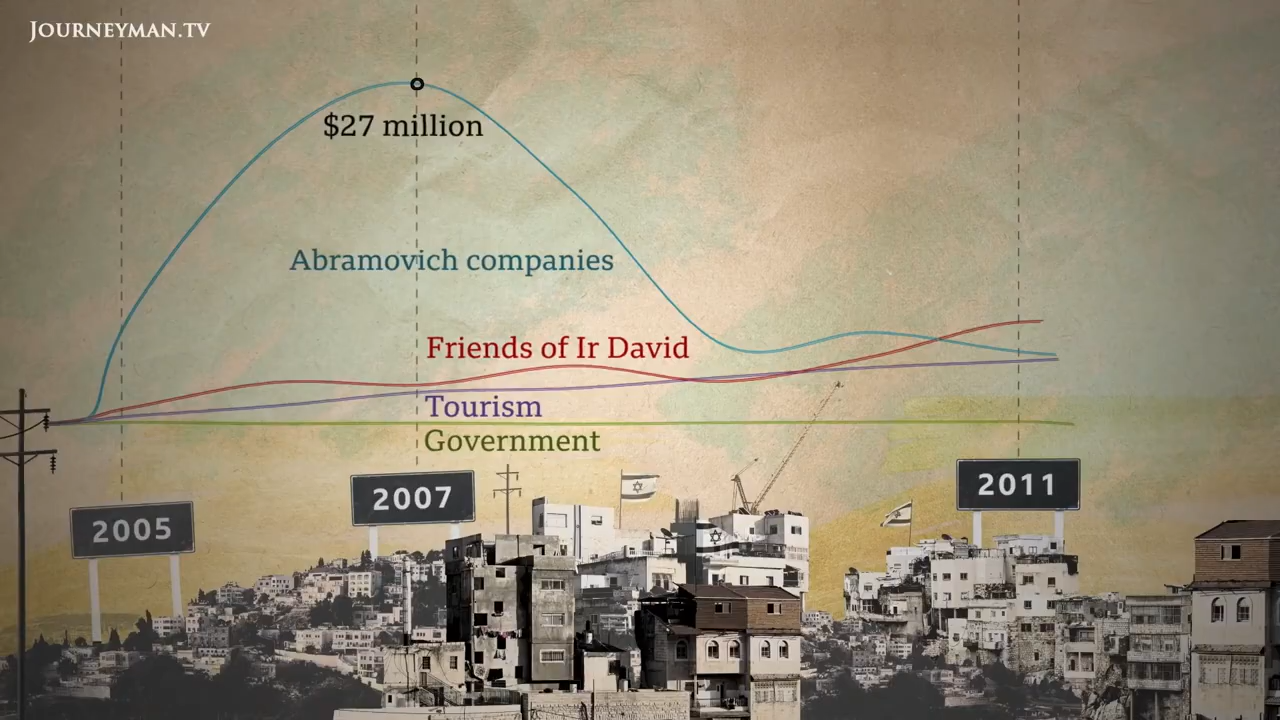 JOURNEYMAN.TV
$27 million
Abramovich companies
Friends of Ir David
Tourism
Government
2005
2007
2011